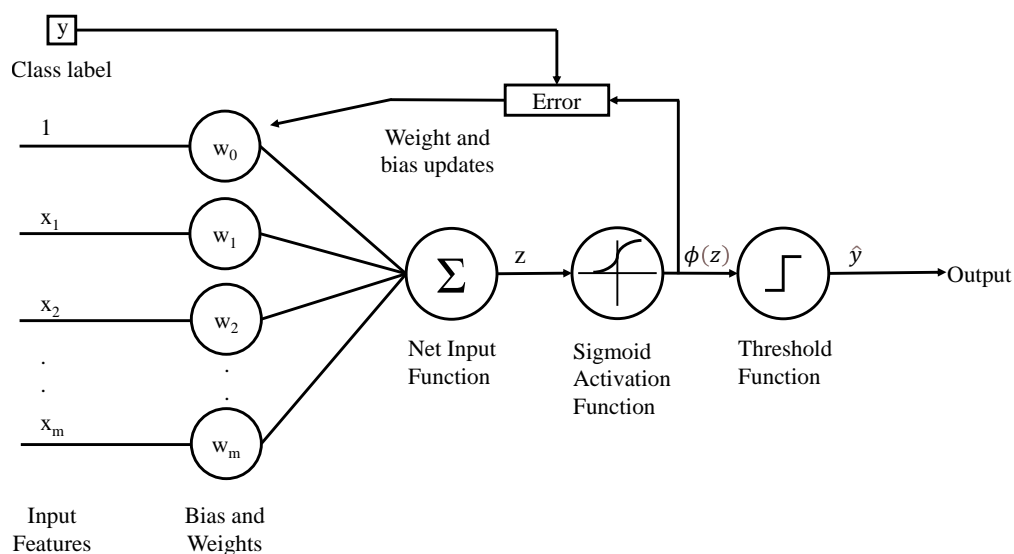 y
Class label
Error
Weight and
bias updates
1
w₀
x₁
w₁
x₂
w₂
.
.
.
.
xₘ
wₘ
Σ
z
ϕ(z)
ŷ
Output
Net Input
Function
Sigmoid
Activation
Function
Threshold
Function
Input
Features
Bias and
Weights